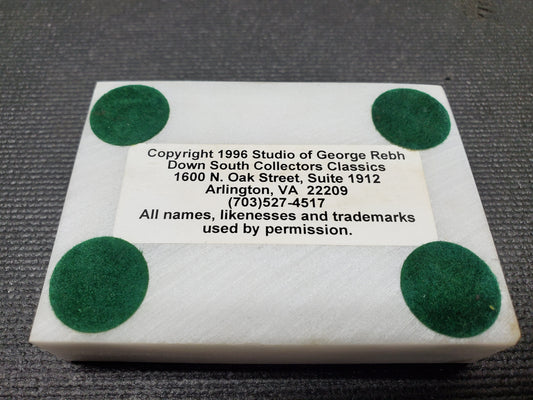 Copyright 1996 Studio of George Rebh
Down South Collectors Classics
1600 N. Oak Street, Suite 1912
Arlington, VA  22209
(703)527-4517
All names, likenesses and trademarks
used by permission.